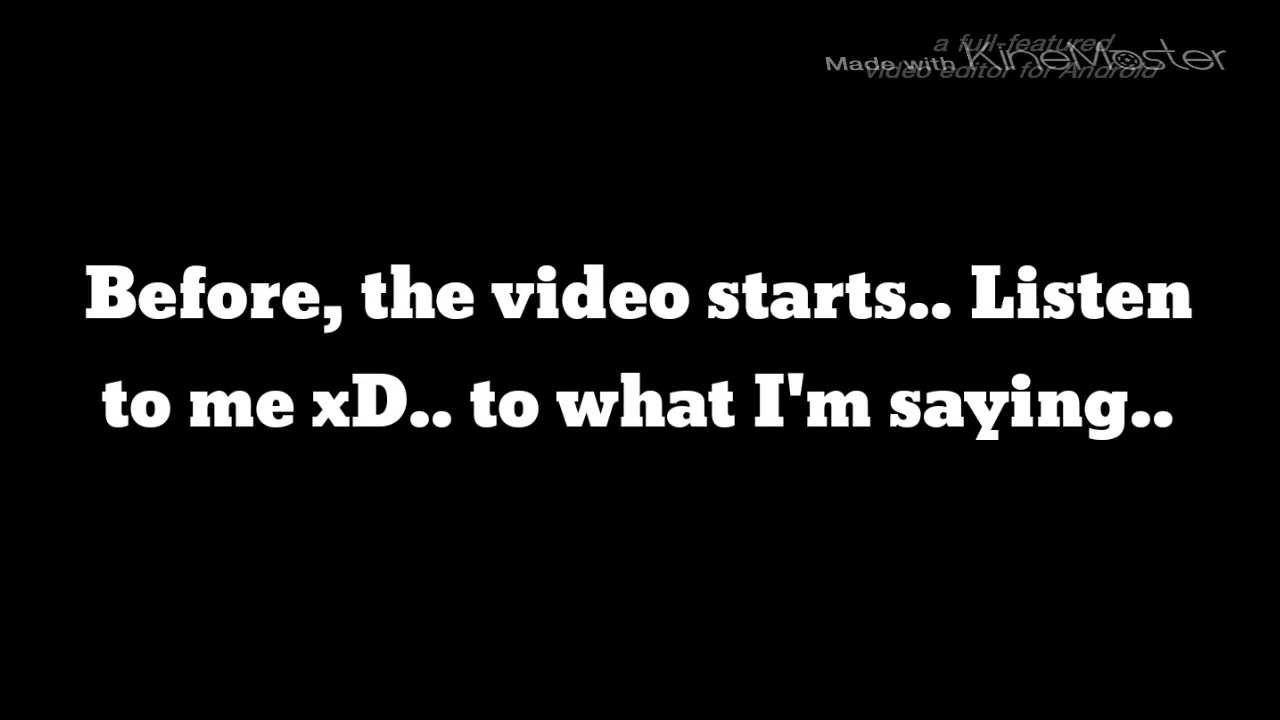 a full-featured
Made with KineMaster
video editor for Android
Before, the video starts.. Listen
to me xD.. to what I'm saying..